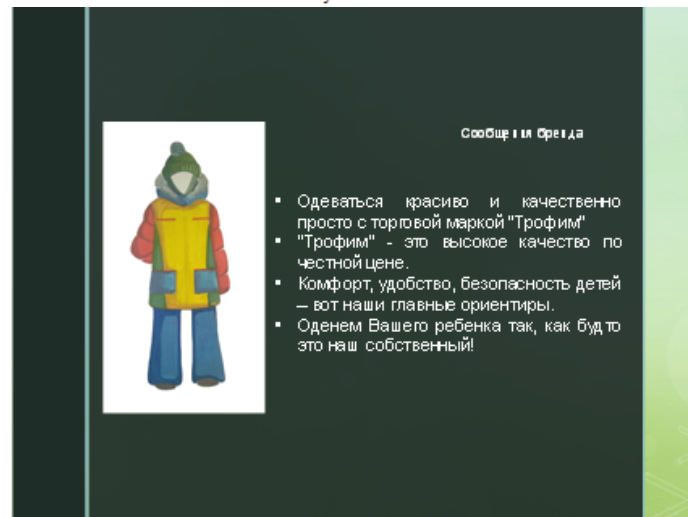 Сообщения бренда
▪ Одеваться красиво и качественно
просто с торговой маркой "Трофим"
▪ "Трофим" - это высокое качество по
честной цене.
▪ Комфорт, удобство, безопасность детей
– вот наши главные ориентиры.
▪ Оденем Вашего ребенка так, как будто
это наш собственный!